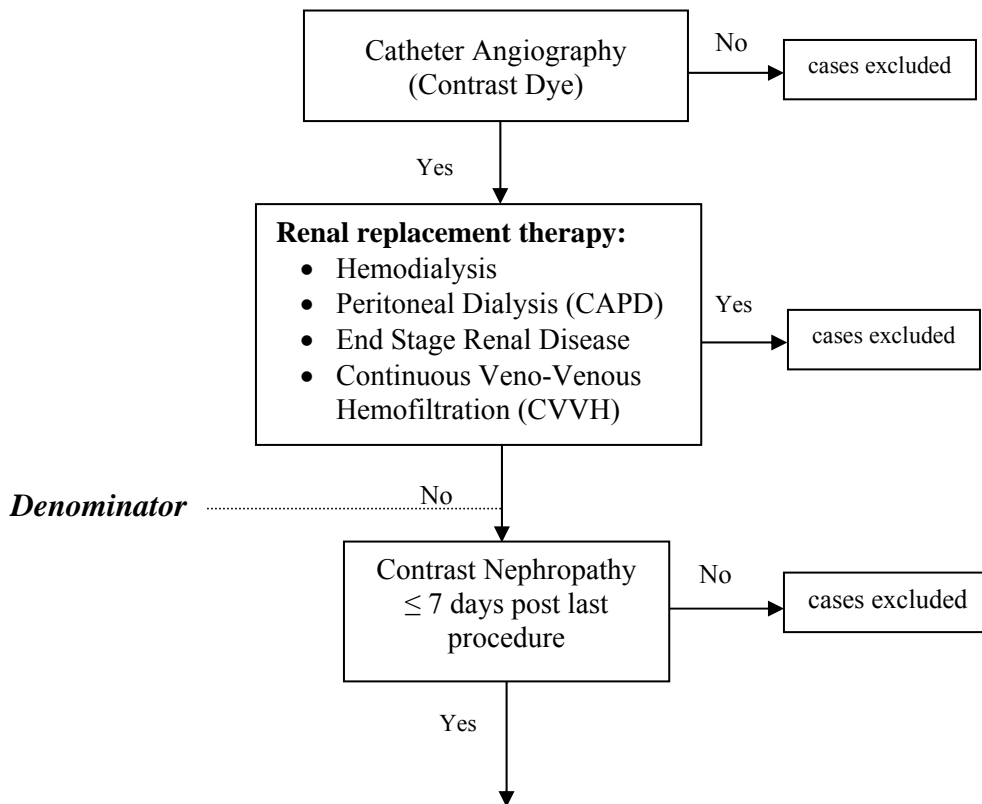 Catheter Angiography
(Contrast Dye)
No
cases excluded
Yes
Renal replacement therapy:
• Hemodialysis
• Peritoneal Dialysis (CAPD)
• End Stage Renal Disease
• Continuous Veno-Venous
Hemofiltration (CVVH)
Yes
cases excluded
No
Denominator
Contrast Nephropathy
≤ 7 days post last
procedure
No
cases excluded
Yes